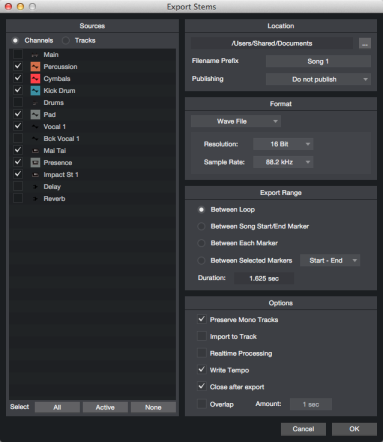 Export Stems
Sources
Channels Tracks
Main
Percussion
Cymbals
Kick Drum
Drums
Pad
Vocal 1
Bck Vocal 1
Mai Tai
Presence
Impact St 1
Delay
Reverb
Select All Active None
Location
/Users/Shared/Documents ...
Filename Prefix Song 1
Publishing Do not publish
Format
Wave File
Resolution: 16 Bit
Sample Rate: 88.2 kHz
Export Range
Between Loop
Between Song Start/End Marker
Between Each Marker
Between Selected Markers Start - End
Duration: 1.625 sec
Options
Preserve Mono Tracks
Import to Track
Realtime Processing
Write Tempo
Close after export
Overlap Amount: 1 sec
Cancel OK